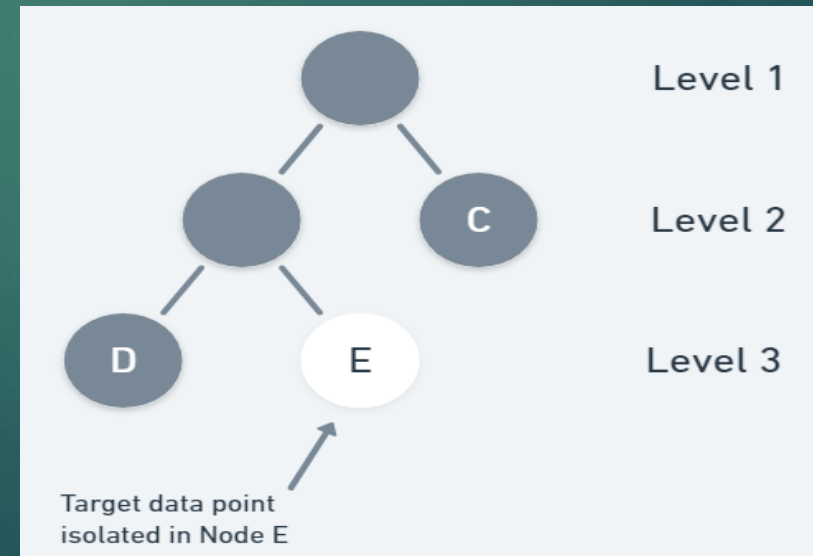 Level 1
C
Level 2
D
E
Level 3
Target data point
isolated in Node E